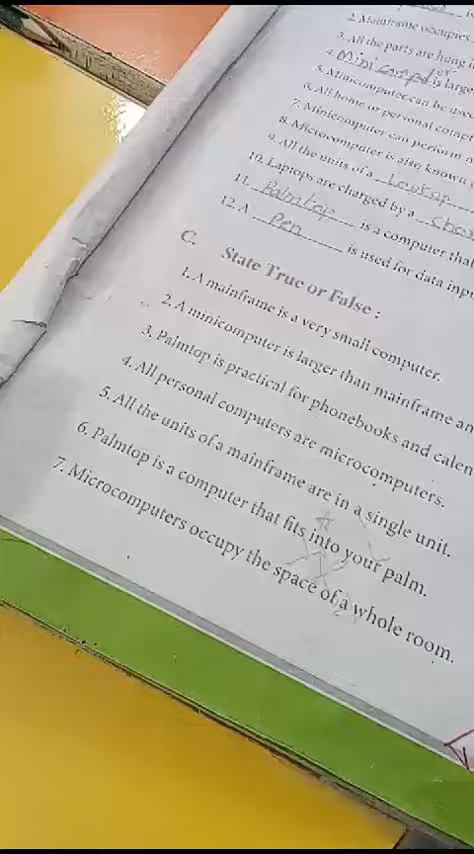 2. Mainframe occupies
3. All the parts are hung
4. Mini is large
5. Minicomputer can be used
6. All home or personal
7. Minicomputer can perform
8. Microcomputer is also known
9. All the units of a
10. Laptops are charged by a
11. Palmtop is a computer that
12. A Pen is used for data
C. State True or False :
1. A mainframe is a very small computer.
2. A minicomputer is larger than mainframe an
3. Palmtop is practical for phonebooks and calen
4. All personal computers are microcomputers.
5. All the units of a mainframe are in a single unit.
6. Palmtop is a computer that fits into your palm.
7. Microcomputers occupy the space of a whole room.